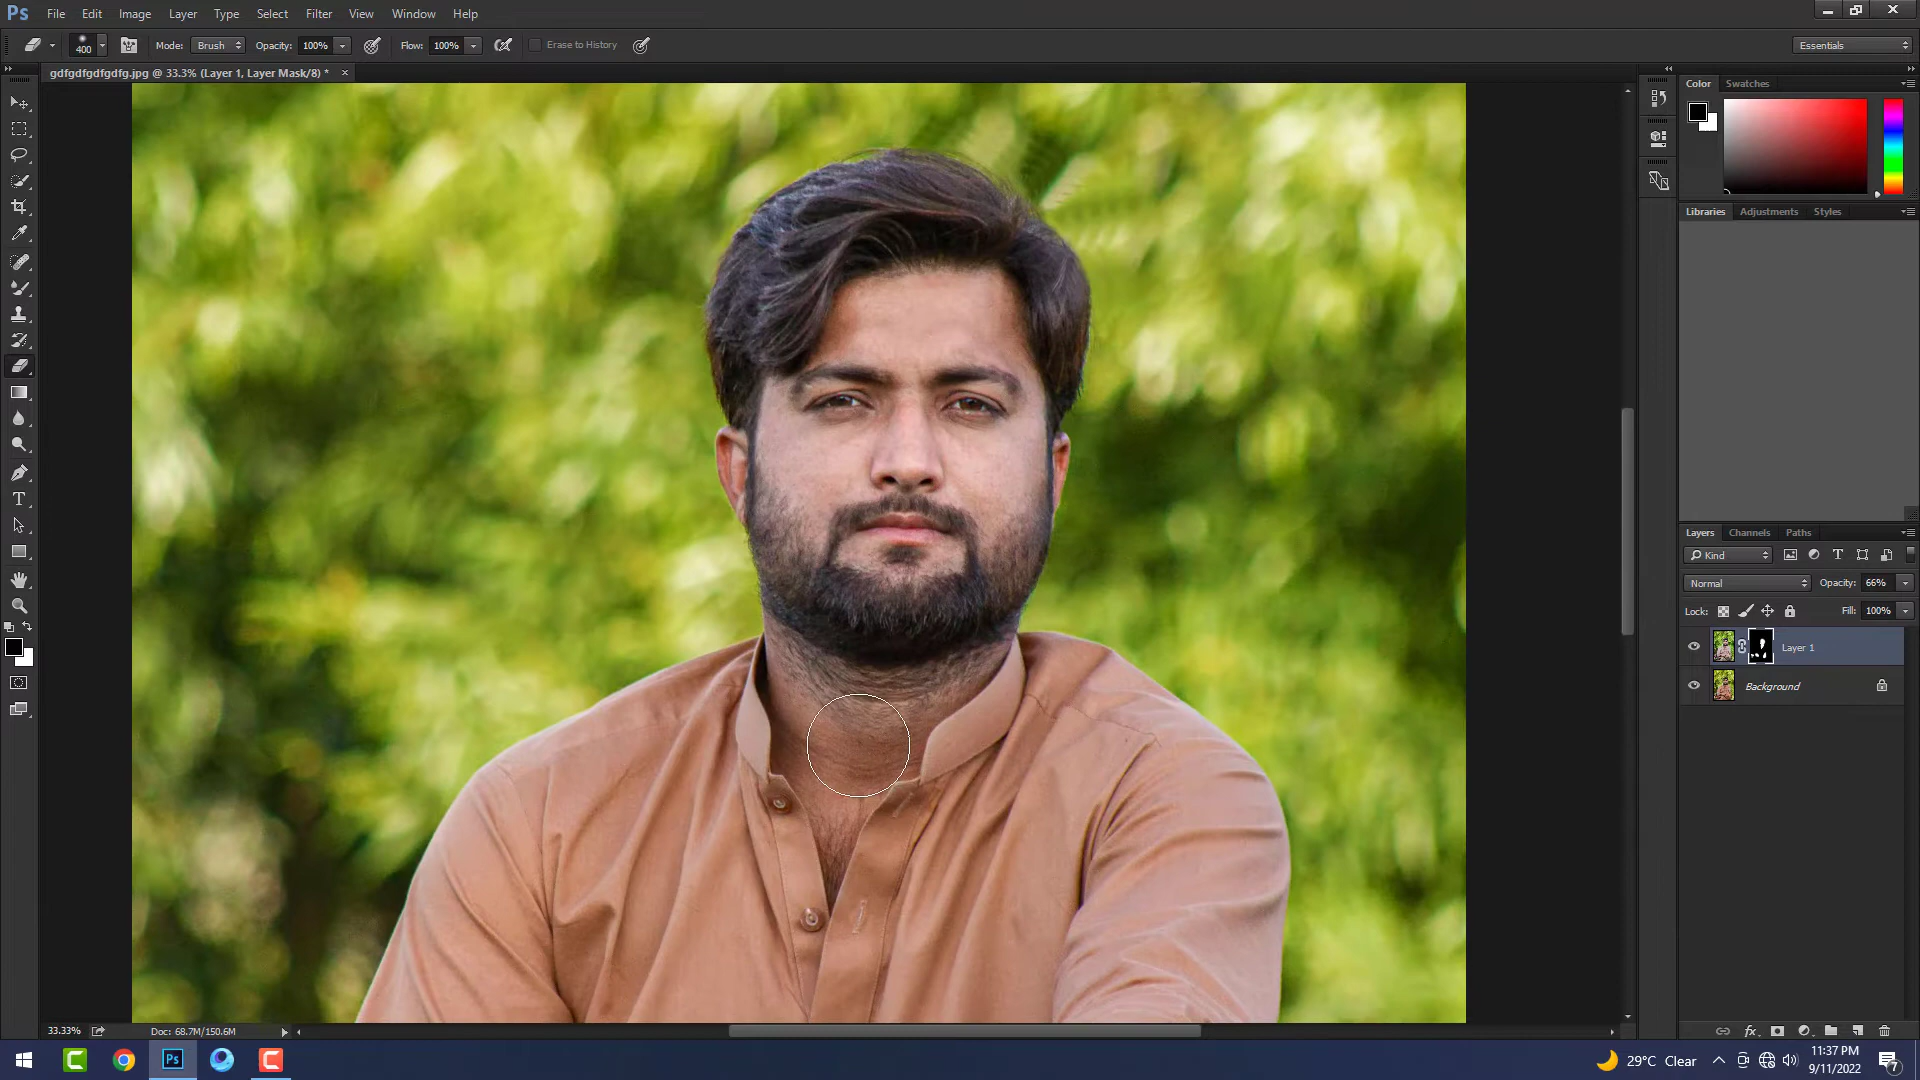 Ps File Edit Image Layer Type Select Filter View Window Help
400 Mode: Brush Opacity: 100% Flow: 100% Erase to History Essentials
gdfgdfgdfgdfg.jpg @ 33.3% (Layer 1, Layer Mask/8) * ×
Color Swatches
Libraries Adjustments Styles
Layers Channels Paths
Kind
Normal Opacity: 66%
Lock: Fill: 100%
Layer 1
Background
33.33% Doc: 68.7M/150.6M
29°C Clear
11:37 PM
9/11/2022
7